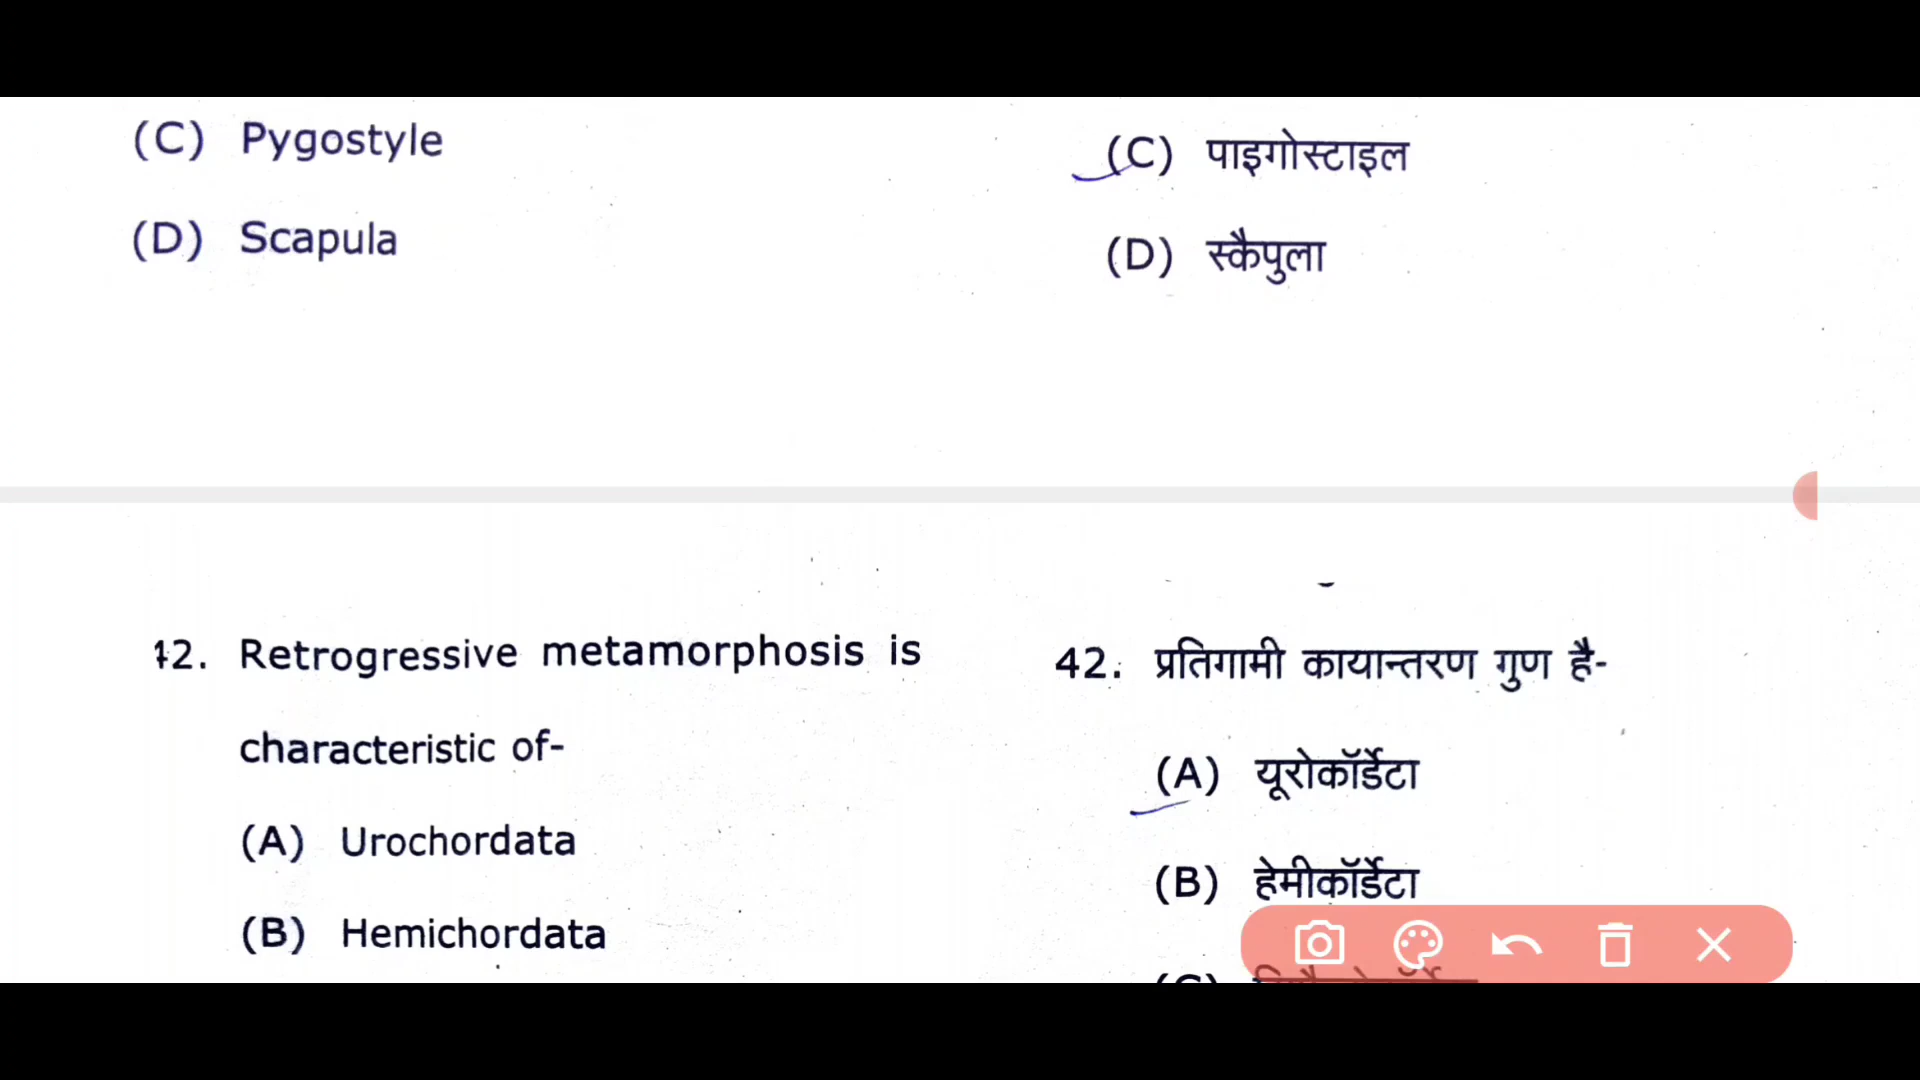 (C) Pygostyle
(D) Scapula
(C) पाइगोस्टाइल
(D) स्कैपुला
42. Retrogressive metamorphosis is
characteristic of-
(A) Urochordata
(B) Hemichordata
42. प्रतिगामी कायान्तरण गुण है-
(A) यूरोकॉर्डेटा
(B) हेमीकॉर्डेटा